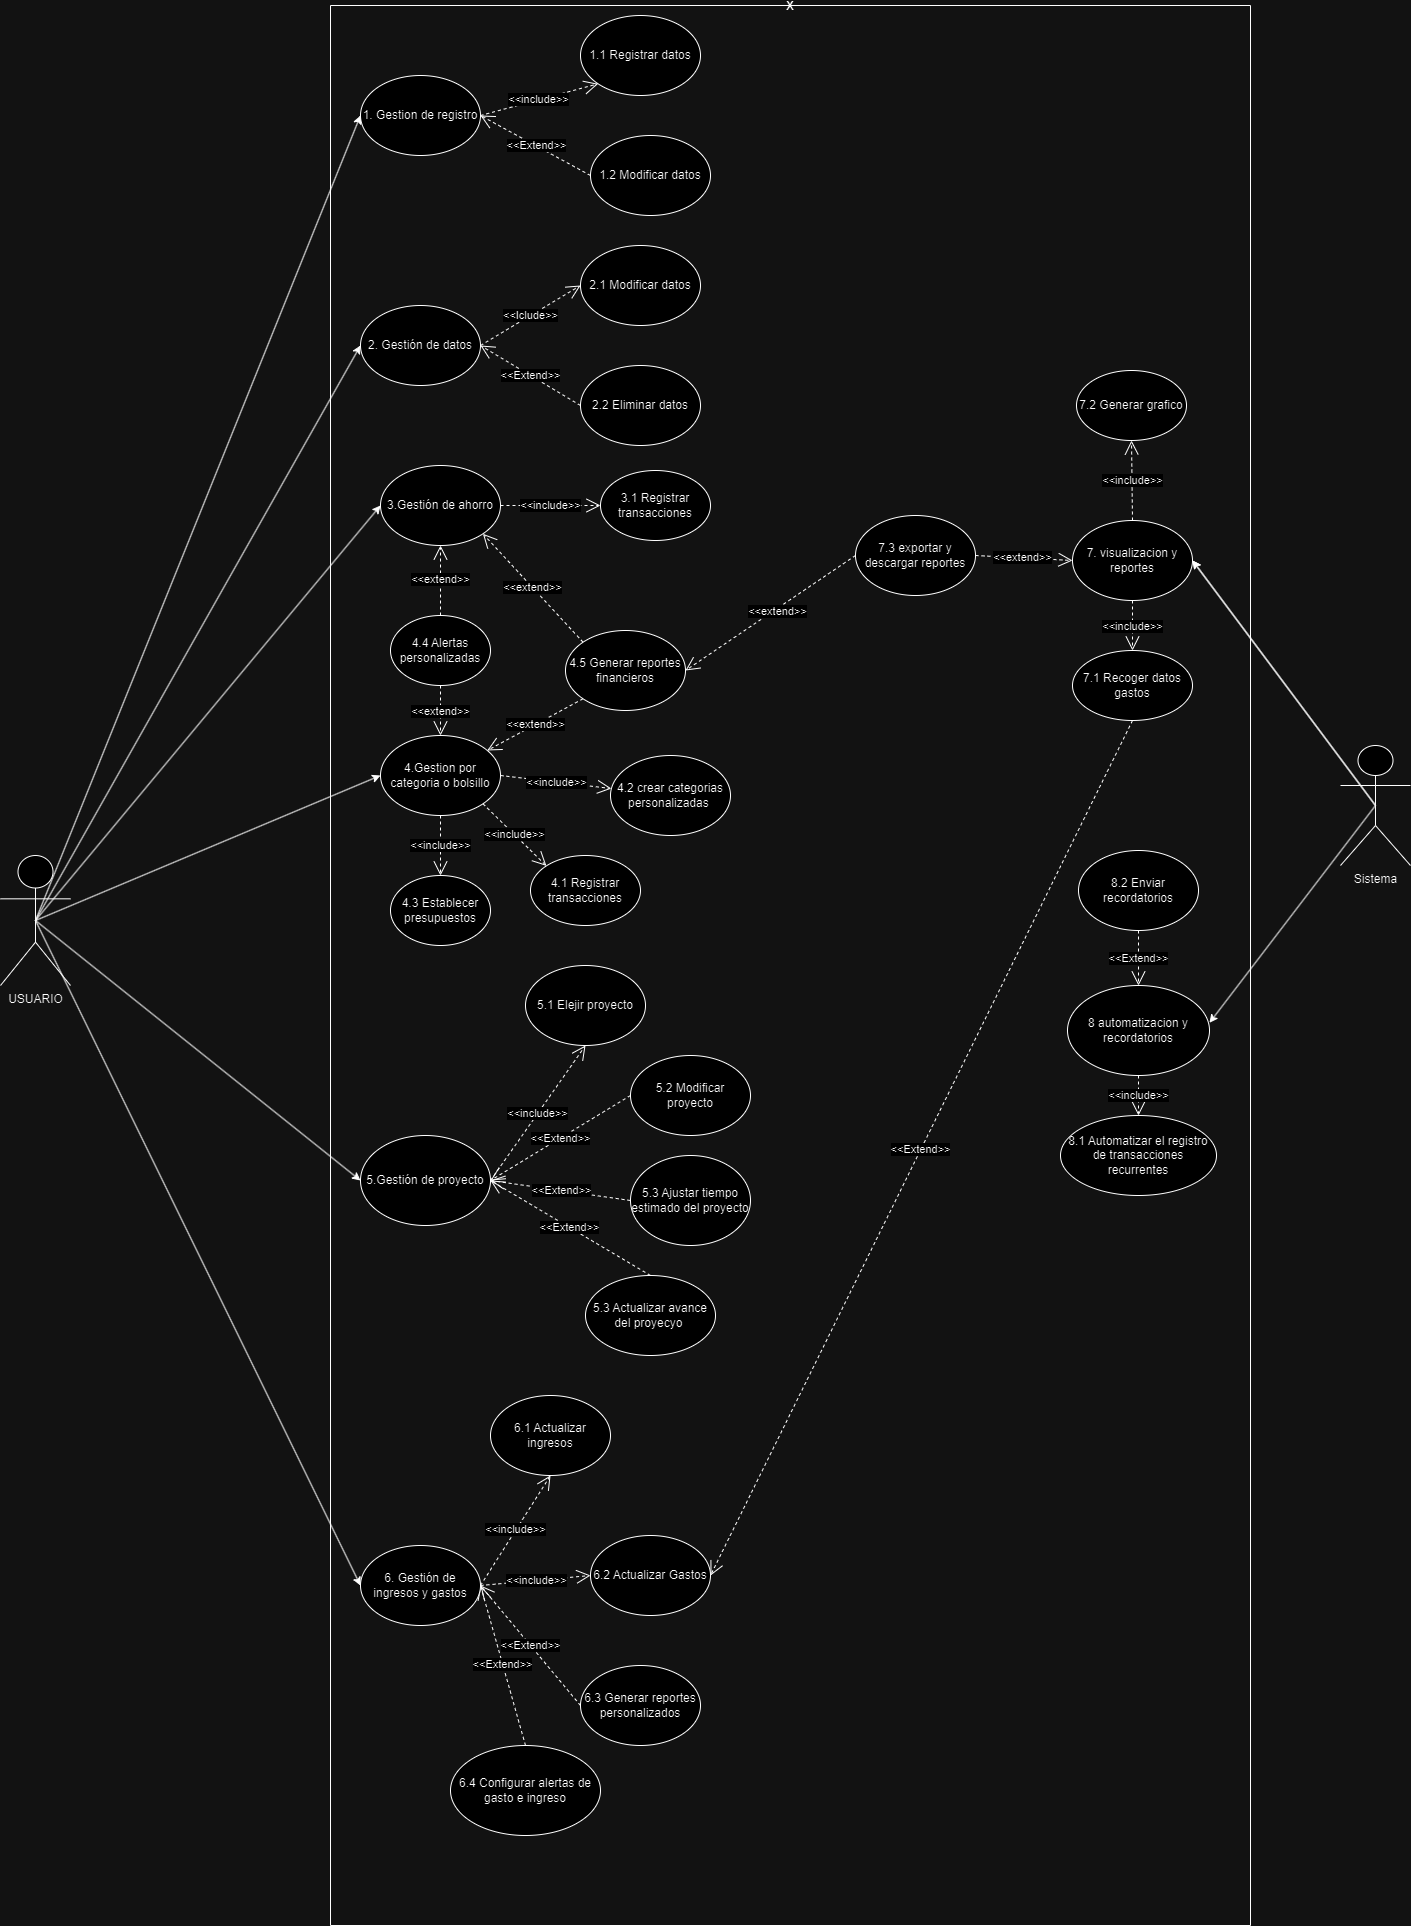 X
1.1 Registrar datos
<<include>>
1. Gestion de registro
<<Extend>>
1.2 Modificar datos
2.1 Modificar datos
<<Iclude>>
2. Gestión de datos
<<Extend>>
2.2 Eliminar datos
7.2 Generar grafico
<<include>>
3.Gestión de ahorro
<<include>>
3.1 Registrar
transacciones
7.3 exportar y
descargar reportes
<<extend>>
7. visualizacion y
reportes
<<extend>>
<<extend>>
<<extend>>
<<include>>
4.4 Alertas
personalizadas
4.5 Generar reportes
financieros
7.1 Recoger datos
gastos
<<extend>>
<<extend>>
4.Gestion por
categoria o bolsillo
<<include>>
4.2 crear categorias
personalizadas
<<include>>
<<include>>
4.3 Establecer
presupuestos
4.1 Registrar
transacciones
Sistema
8.2 Enviar
recordatorios
<<Extend>>
USUARIO
5.1 Elejir proyecto
8 automatizacion y
recordatorios
5.2 Modificar
proyecto
<<include>>
<<include>>
<<Extend>>
<<Extend>>
8.1 Automatizar el registro
de transacciones
recurrentes
5.Gestión de proyecto
<<Extend>>
5.3 Ajustar tiempo
estimado del proyecto
<<Extend>>
5.3 Actualizar avance
del proyecyo
6.1 Actualizar
ingresos
<<include>>
6. Gestión de
ingresos y gastos
<<include>>
6.2 Actualizar Gastos
<<Extend>>
<<Extend>>
6.3 Generar reportes
personalizados
6.4 Configurar alertas de
gasto e ingreso